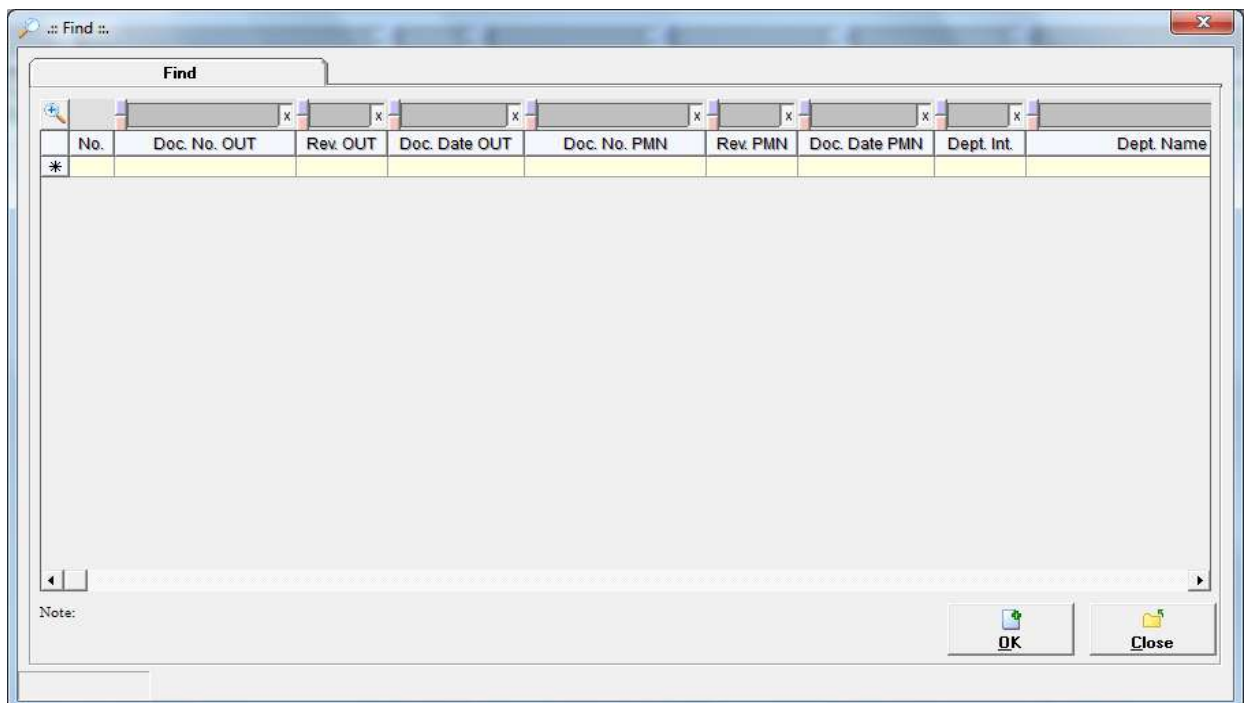 .:: Find ::.
Find
x x x x x x x
No. Doc. No. OUT Rev. OUT Doc. Date OUT Doc. No. PMN Rev. PMN Doc. Date PMN Dept. Int. Dept. Name
Note:
OK Close